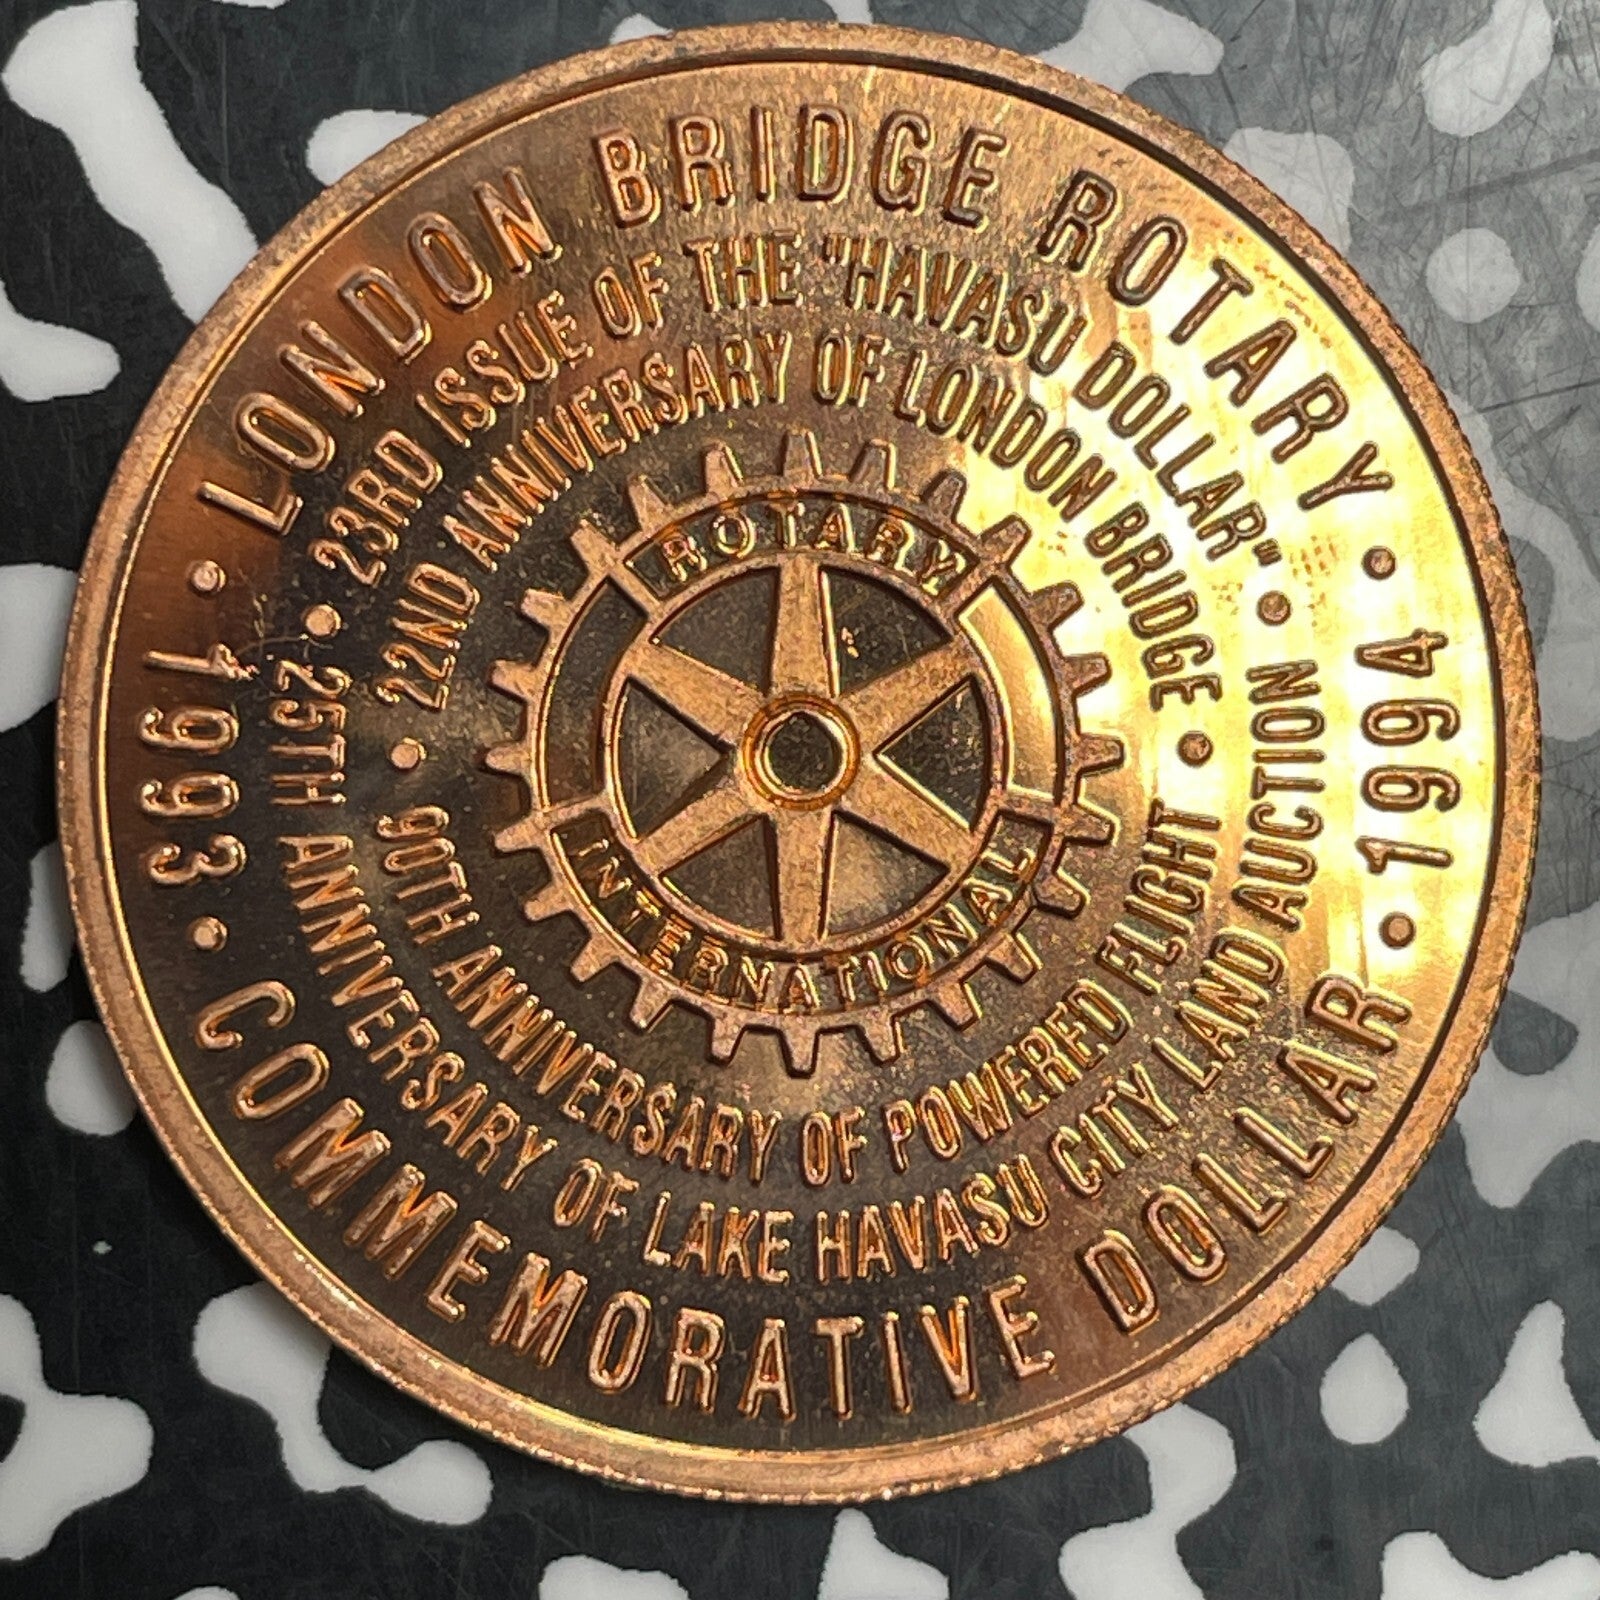 LONDON BRIDGE ROTARY
• 1993 •
• 1994 •
COMMEMORATIVE DOLLAR
23RD ISSUE OF THE "HAVASU DOLLAR"
• 25TH ANNIVERSARY OF LAKE HAVASU CITY LAND AUCTION •
22ND ANNIVERSARY OF LONDON BRIDGE
• 90TH ANNIVERSARY OF POWERED FLIGHT •
ROTARY
INTERNATIONAL